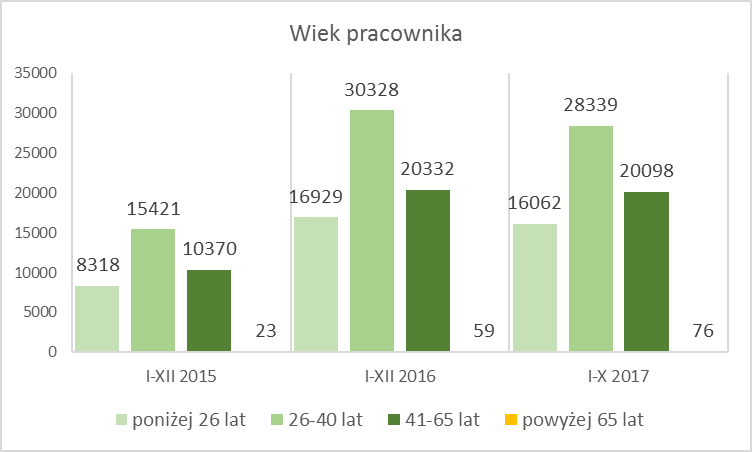 Wiek pracownika
35000
30000
25000
20000
15000
10000
5000
0
8318
15421
10370
23
16929
30328
20332
59
16062
28339
20098
76
I-XII 2015
I-XII 2016
I-X 2017
poniżej 26 lat
26-40 lat
41-65 lat
powyżej 65 lat